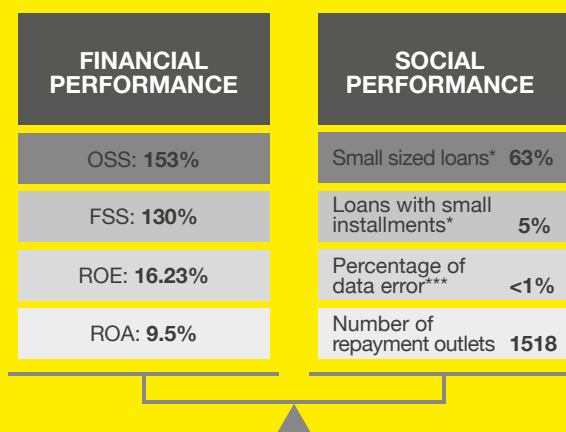 FINANCIAL
PERFORMANCE
OSS: 153%
FSS: 130%
ROE: 16.23%
ROA: 9.5%
SOCIAL
PERFORMANCE
Small sized loans* 63%
Loans with small
installments* 5%
Percentage of
data error*** <1%
Number of
repayment outlets 1518